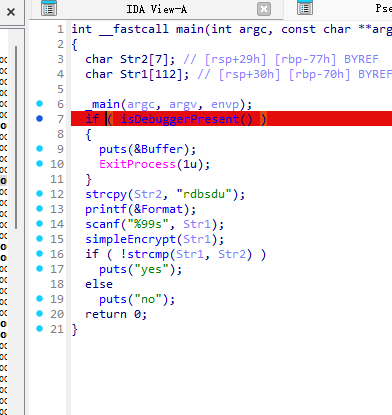 IDA View-A
Pse
1 int __fastcall main(int argc, const char **arg
2 {
3 char Str2[7]; // [rsp+29h] [rbp-77h] BYREF
4 char Str1[112]; // [rsp+30h] [rbp-70h] BYREF
5
6 _main(argc, argv, envp);
7 if ( isDebuggerPresent() )
8 {
9 puts(&Buffer);
10 ExitProcess(1u);
11 }
12 strcpy(Str2, "rdbsdu");
13 printf(&Format);
14 scanf("%99s", Str1);
15 simpleEncrypt(Str1);
16 if ( !strcmp(Str1, Str2) )
17 puts("yes");
18 else
19 puts("no");
20 return 0;
21 }